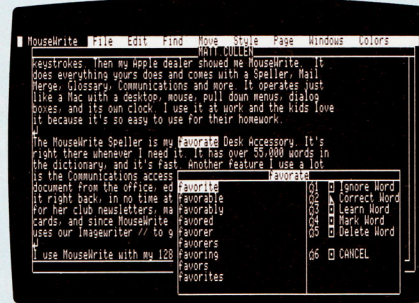 MouseWrite File Edit Find Move Style Page Windows Colors
MATT.CULLEN
keystrokes. Then my Apple dealer showed me MouseWrite. It
does everything yours does and comes with a Speller, Mail
Merge, Glossary, Communications and more. It operates just
like a Mac with a desktop, mouse, pull down menus, dialog
boxes, and its own clock. I use it at work and the kids love
it because it's so easy to use for their homework.
The MouseWrite Speller is my favorate Desk Accessory. It's
right there whenever I need it. It has over 55,000 words in
the dictionary, and it's fast. Another feature I use a lot
is the Communications access
document from the office, ed
it right back, in no time at
for her club newsletters, ma
cards, and since MouseWrite
uses our Imagewriter // to g
I use MouseWrite with my 128
favorate
favorite
favorable
favorably
favored
favorer
favorers
favoring
favors
favorites
1 Ignore Word
2 Correct Word
3 Learn Word
4 Mark Word
5 Delete Word
6 CANCEL